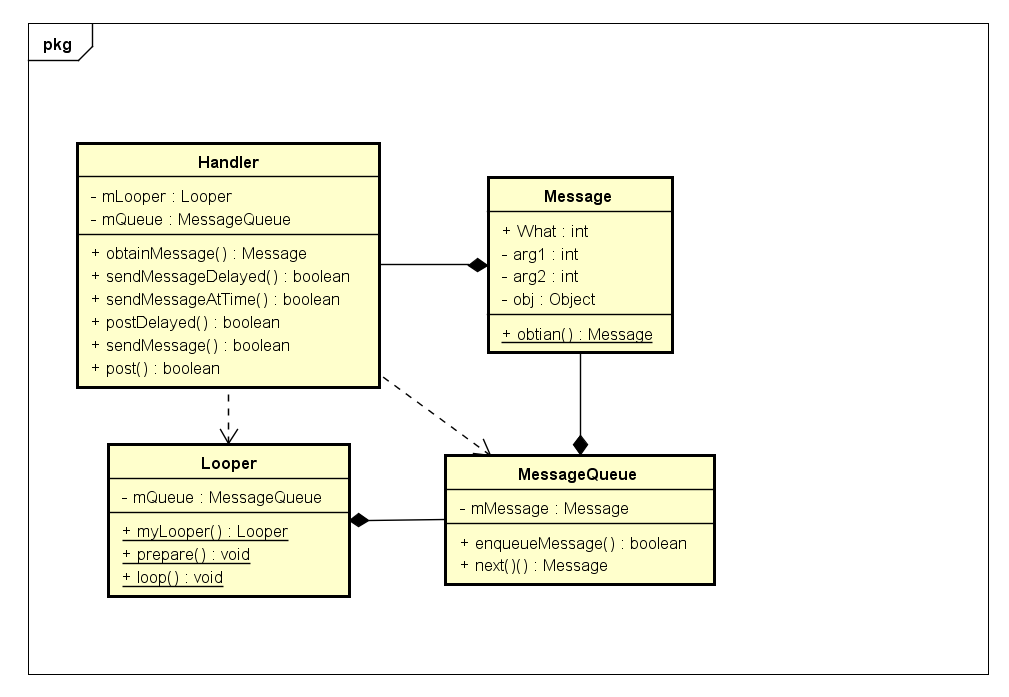 pkg
Handler
- mLooper : Looper
- mQueue : MessageQueue
+ obtainMessage() : Message
+ sendMessageDelayed() : boolean
+ sendMessageAtTime() : boolean
+ postDelayed() : boolean
+ sendMessage() : boolean
+ post() : boolean
Message
+ What : int
- arg1 : int
- arg2 : int
- obj : Object
+ obtian() : Message
Looper
- mQueue : MessageQueue
+ myLooper() : Looper
+ prepare() : void
+ loop() : void
MessageQueue
- mMessage : Message
+ enqueueMessage() : boolean
+ next()() : Message